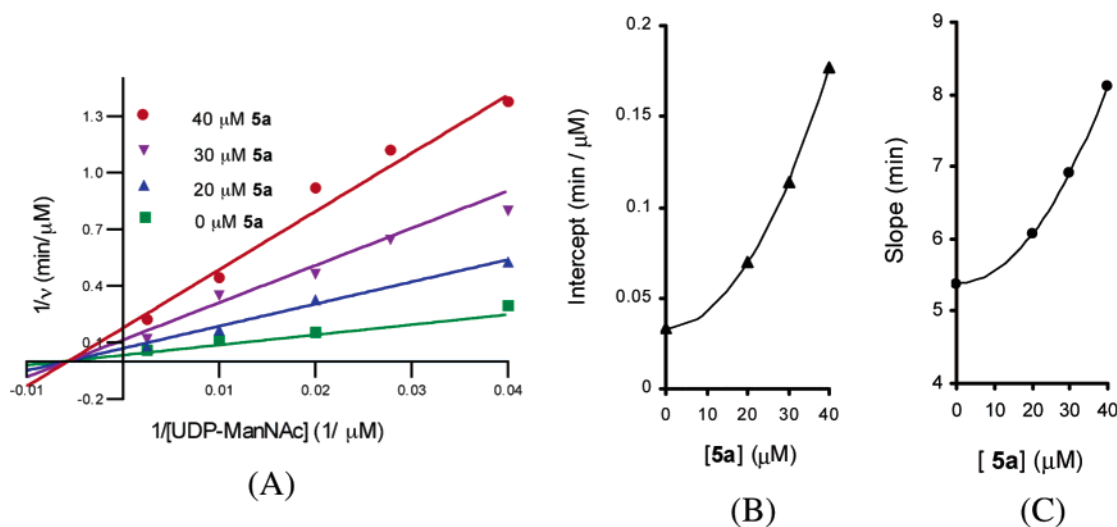 1.3
1.0
0.7
0.4
0.1
-0.2
-0.01
0.01
0.02
0.03
0.04
1/ν (min/μM)
40 μM 5a
30 μM 5a
20 μM 5a
0 μM 5a
1/[UDP-ManNAc] (1/ μM)
(A)
0.2
0.15
0.1
0.05
0
0 10 20 30 40
Intercept (min / μM)
[5a] (μM)
(B)
9
8
7
6
5
4
0 10 20 30 40
Slope (min)
[ 5a] (μM)
(C)